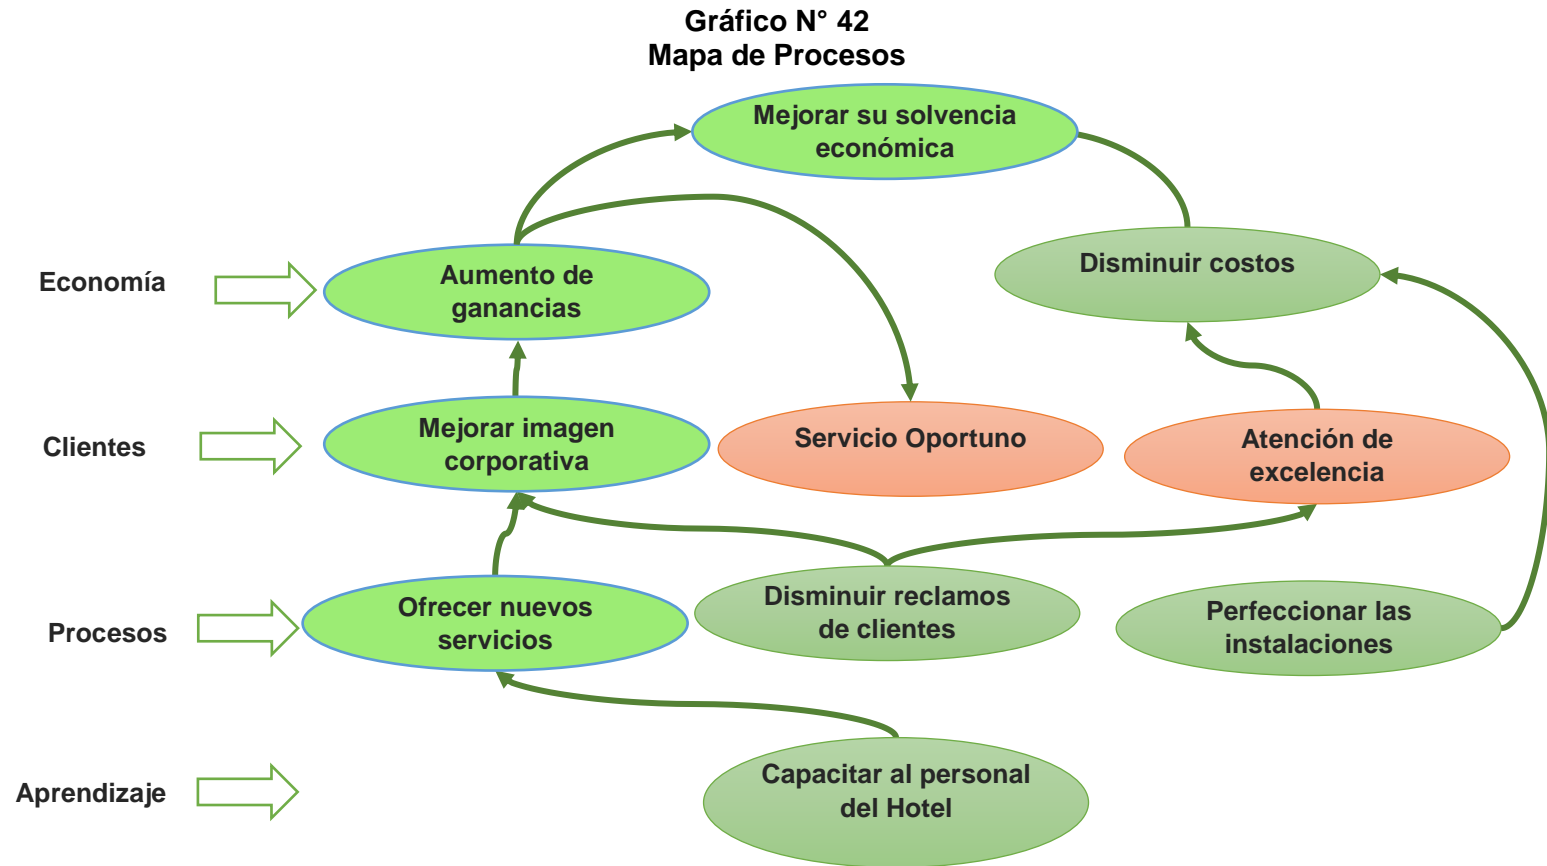 Gráfico N° 42
Mapa de Procesos
Mejorar su solvencia
económica
Economía
Aumento de
ganancias
Disminuir costos
Clientes
Mejorar imagen
corporativa
Servicio Oportuno
Atención de
excelencia
Procesos
Ofrecer nuevos
servicios
Disminuir reclamos
de clientes
Perfeccionar las
instalaciones
Aprendizaje
Capacitar al personal
del Hotel